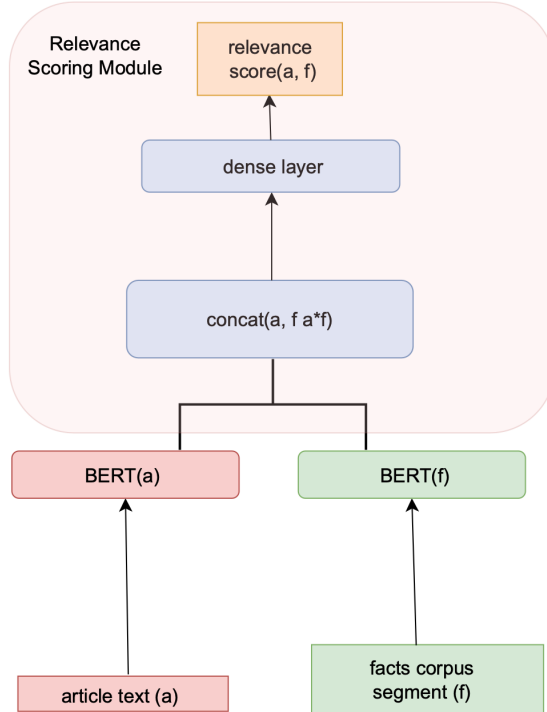 Relevance
Scoring Module
relevance
score(a, f)
dense layer
concat(a, f a*f)
BERT(a)
BERT(f)
article text (a)
facts corpus
segment (f)